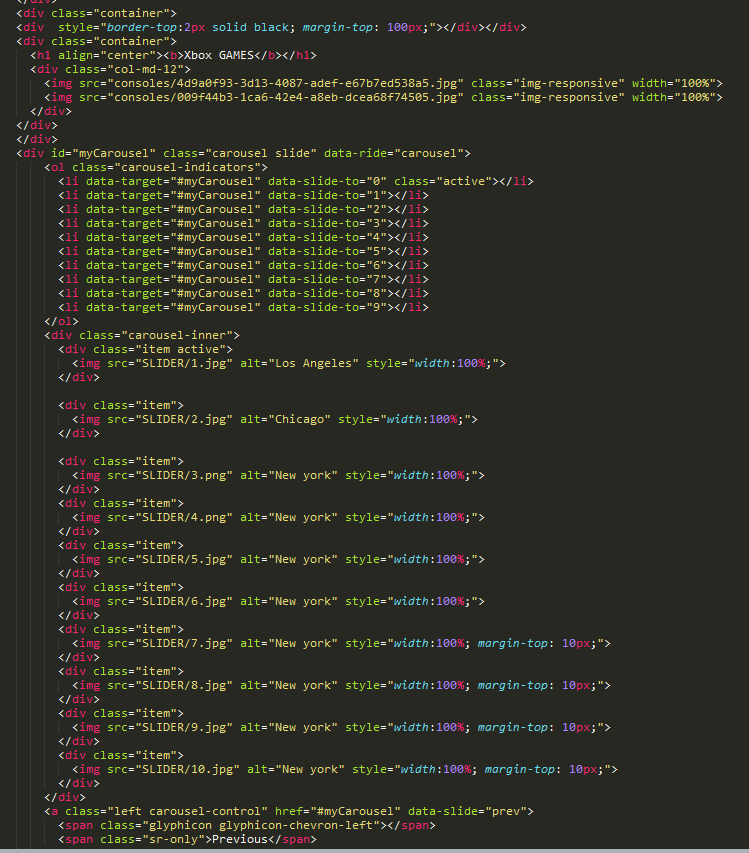 </div>
<div class="container">
<div  style="border-top:2px solid black; margin-top: 100px;"></div></div>
<div class="container">
<h1 align="center"><b>Xbox GAMES</b></h1>
<div class="col-md-12">
<img src="consoles/4d9a0f93-3d13-4087-adef-e67b7ed538a5.jpg" class="img-responsive" width="100%">
<img src="consoles/009f44b3-1ca6-42e4-a8eb-dcea68f74505.jpg" class="img-responsive" width="100%">
</div>
</div>
</div>
<div id="myCarousel" class="carousel slide" data-ride="carousel">
<ol class="carousel-indicators">
<li data-target="#myCarousel" data-slide-to="0" class="active"></li>
<li data-target="#myCarousel" data-slide-to="1"></li>
<li data-target="#myCarousel" data-slide-to="2"></li>
<li data-target="#myCarousel" data-slide-to="3"></li>
<li data-target="#myCarousel" data-slide-to="4"></li>
<li data-target="#myCarousel" data-slide-to="5"></li>
<li data-target="#myCarousel" data-slide-to="6"></li>
<li data-target="#myCarousel" data-slide-to="7"></li>
<li data-target="#myCarousel" data-slide-to="8"></li>
<li data-target="#myCarousel" data-slide-to="9"></li>
</ol>
<div class="carousel-inner">
<div class="item active">
<img src="SLIDER/1.jpg" alt="Los Angeles" style="width:100%;">
</div>
<div class="item">
<img src="SLIDER/2.jpg" alt="Chicago" style="width:100%;">
</div>
<div class="item">
<img src="SLIDER/3.png" alt="New york" style="width:100%;">
</div>
<div class="item">
<img src="SLIDER/4.png" alt="New york" style="width:100%;">
</div>
<div class="item">
<img src="SLIDER/5.jpg" alt="New york" style="width:100%;">
</div>
<div class="item">
<img src="SLIDER/6.jpg" alt="New york" style="width:100%;">
</div>
<div class="item">
<img src="SLIDER/7.jpg" alt="New york" style="width:100%; margin-top: 10px;">
</div>
<div class="item">
<img src="SLIDER/8.jpg" alt="New york" style="width:100%; margin-top: 10px;">
</div>
<div class="item">
<img src="SLIDER/9.jpg" alt="New york" style="width:100%; margin-top: 10px;">
</div>
<div class="item">
<img src="SLIDER/10.jpg" alt="New york" style="width:100%; margin-top: 10px;">
</div>
</div>
<a class="left carousel-control" href="#myCarousel" data-slide="prev">
<span class="glyphicon glyphicon-chevron-left"></span>
<span class="sr-only">Previous</span>